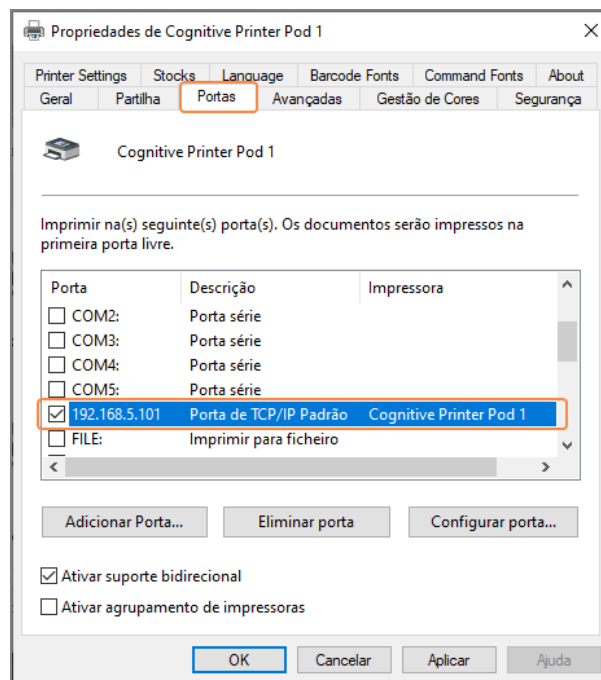 Propriedades de Cognitive Printer Pod 1
Printer Settings Stocks Language Barcode Fonts Command Fonts About
Geral Partilha Portas Avançadas Gestão de Cores Segurança
Cognitive Printer Pod 1
Imprimir na(s) seguinte(s) porta(s). Os documentos serão impressos na
primeira porta livre.
Porta Descrição Impressora
COM2: Porta série
COM3: Porta série
COM4: Porta série
COM5: Porta série
192.168.5.101 Porta de TCP/IP Padrão Cognitive Printer Pod 1
FILE: Imprimir para ficheiro
Adicionar Porta... Eliminar porta Configurar porta...
Ativar suporte bidirecional
Ativar agrupamento de impressoras
OK Cancelar Aplicar Ajuda